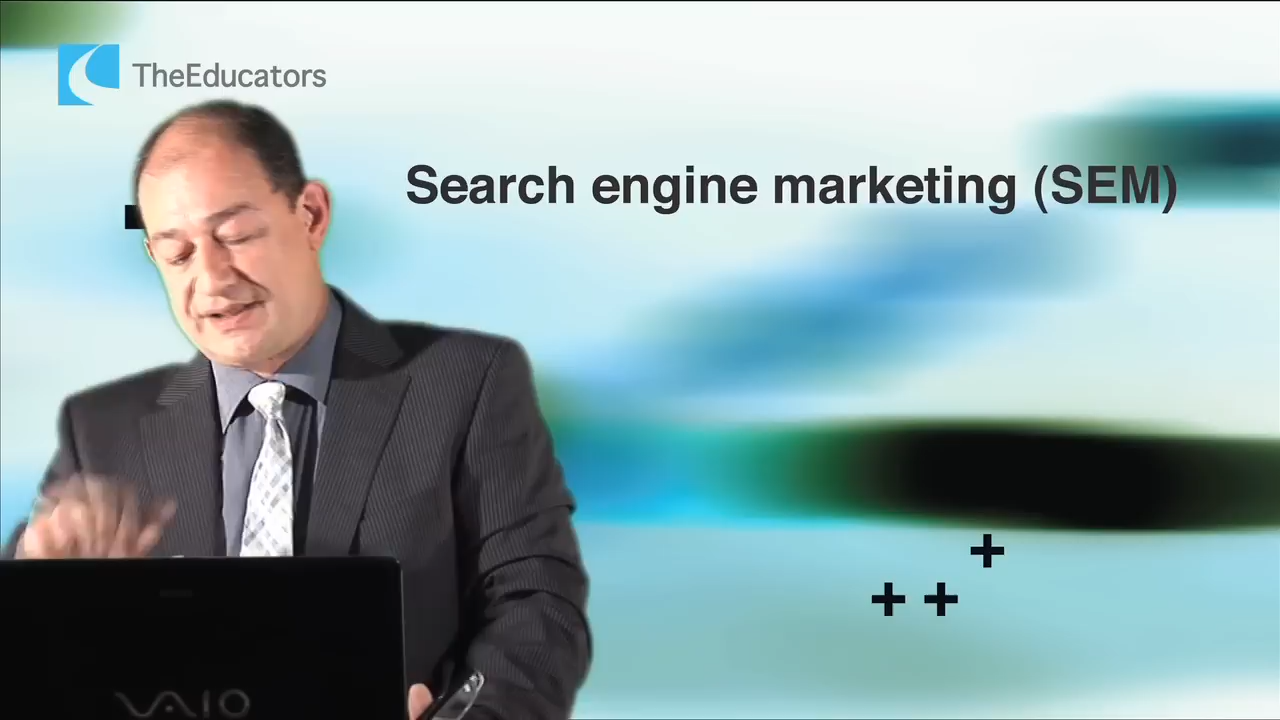 TheEducators
Search engine marketing (SEM)
+
+ +
VAIO